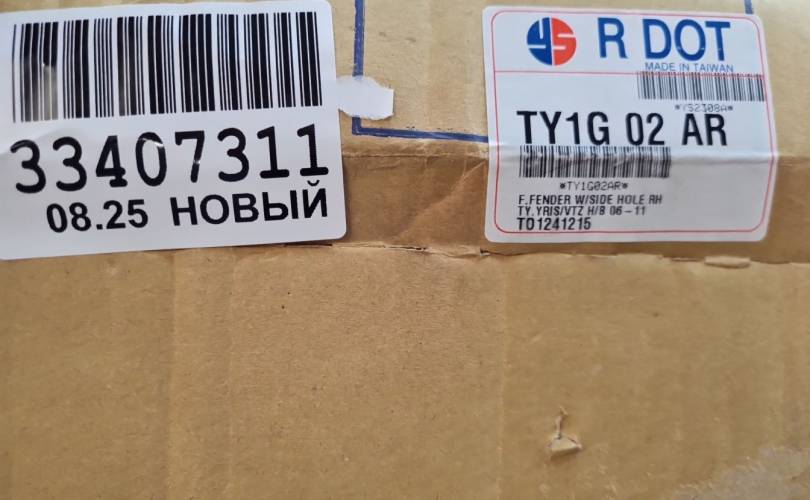 33407311
08.25 НОВЫЙ
YS R DOT
MADE IN TAIWAN
*YS2308A*
TY1G 02 AR
*TY1G02AR*
F.FENDER W/SIDE HOLE RH
TY.YRIS/VTZ H/B 06-11
TO1241215